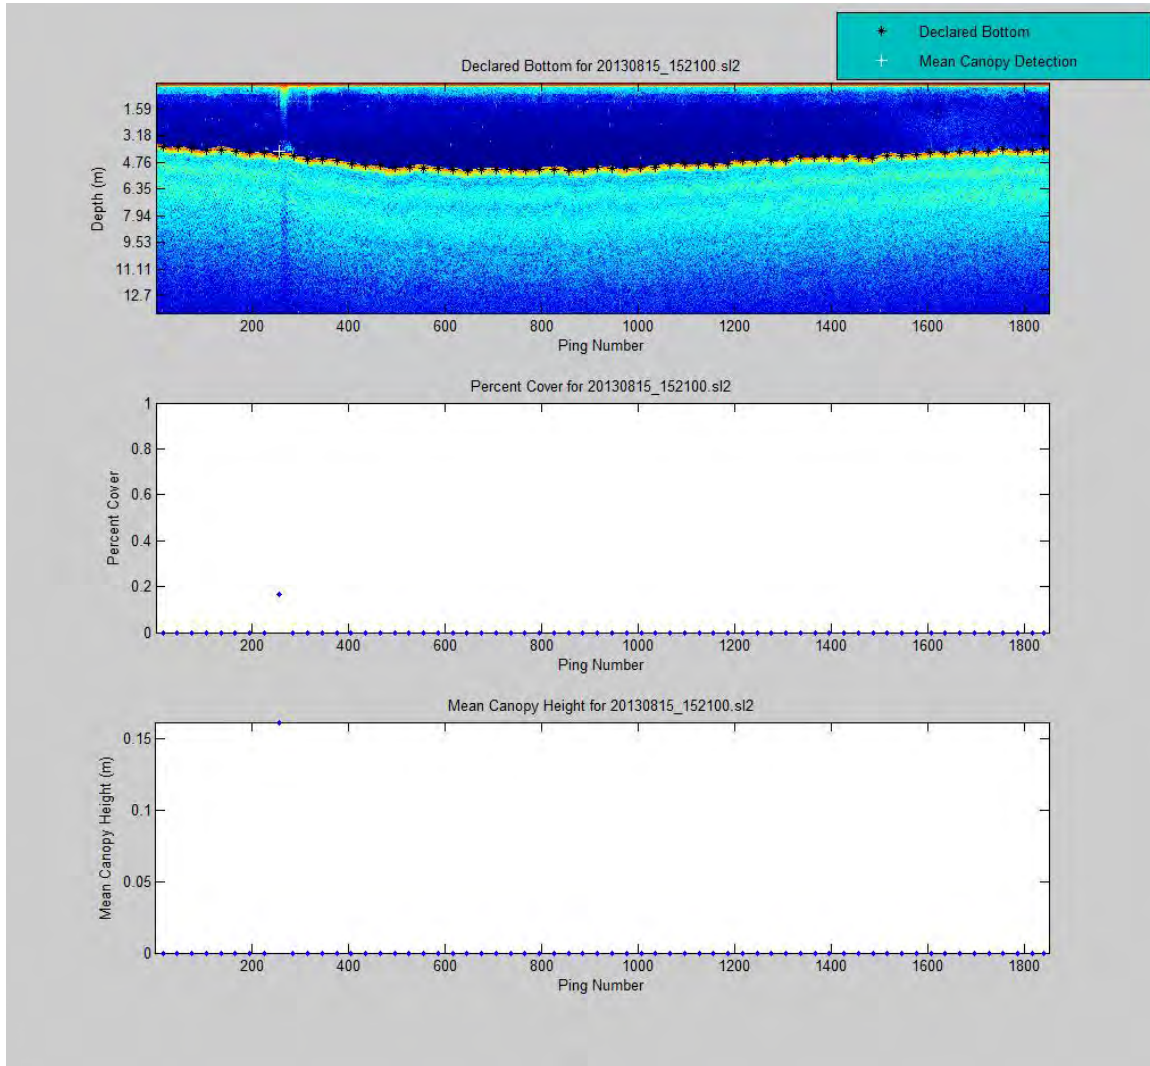 Declared Bottom
Mean Canopy Detection
Declared Bottom for 20130815_152100.sl2
1.59
3.18
4.76
6.35
7.94
9.53
11.11
12.7
Depth (m)
200 400 600 800 1000 1200 1400 1600 1800
Ping Number
Percent Cover for 20130815_152100.sl2
1
0.8
0.6
0.4
0.2
0
Percent Cover
200 400 600 800 1000 1200 1400 1600 1800
Ping Number
Mean Canopy Height for 20130815_152100.sl2
0.15
0.1
0.05
0
Mean Canopy Height (m)
200 400 600 800 1000 1200 1400 1600 1800
Ping Number